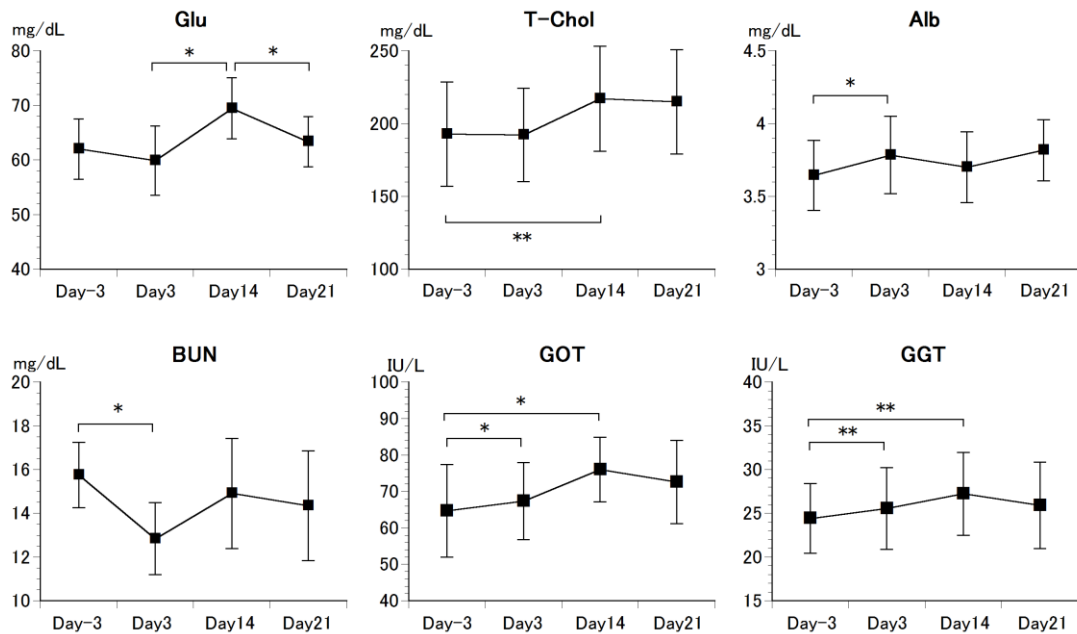 Glu
mg/dL
80
70
60
50
40
* *
Day-3 Day3 Day14 Day21
T-Chol
mg/dL
250
200
150
100
**
Day-3 Day3 Day14 Day21
Alb
mg/dL
4.5
4
3.5
3
*
Day-3 Day3 Day14 Day21
BUN
mg/dL
20
18
16
14
12
10
*
Day-3 Day3 Day14 Day21
GOT
IU/L
100
90
80
70
60
50
40
*
*
Day-3 Day3 Day14 Day21
GGT
IU/L
40
35
30
25
20
15
**
**
Day-3 Day3 Day14 Day21